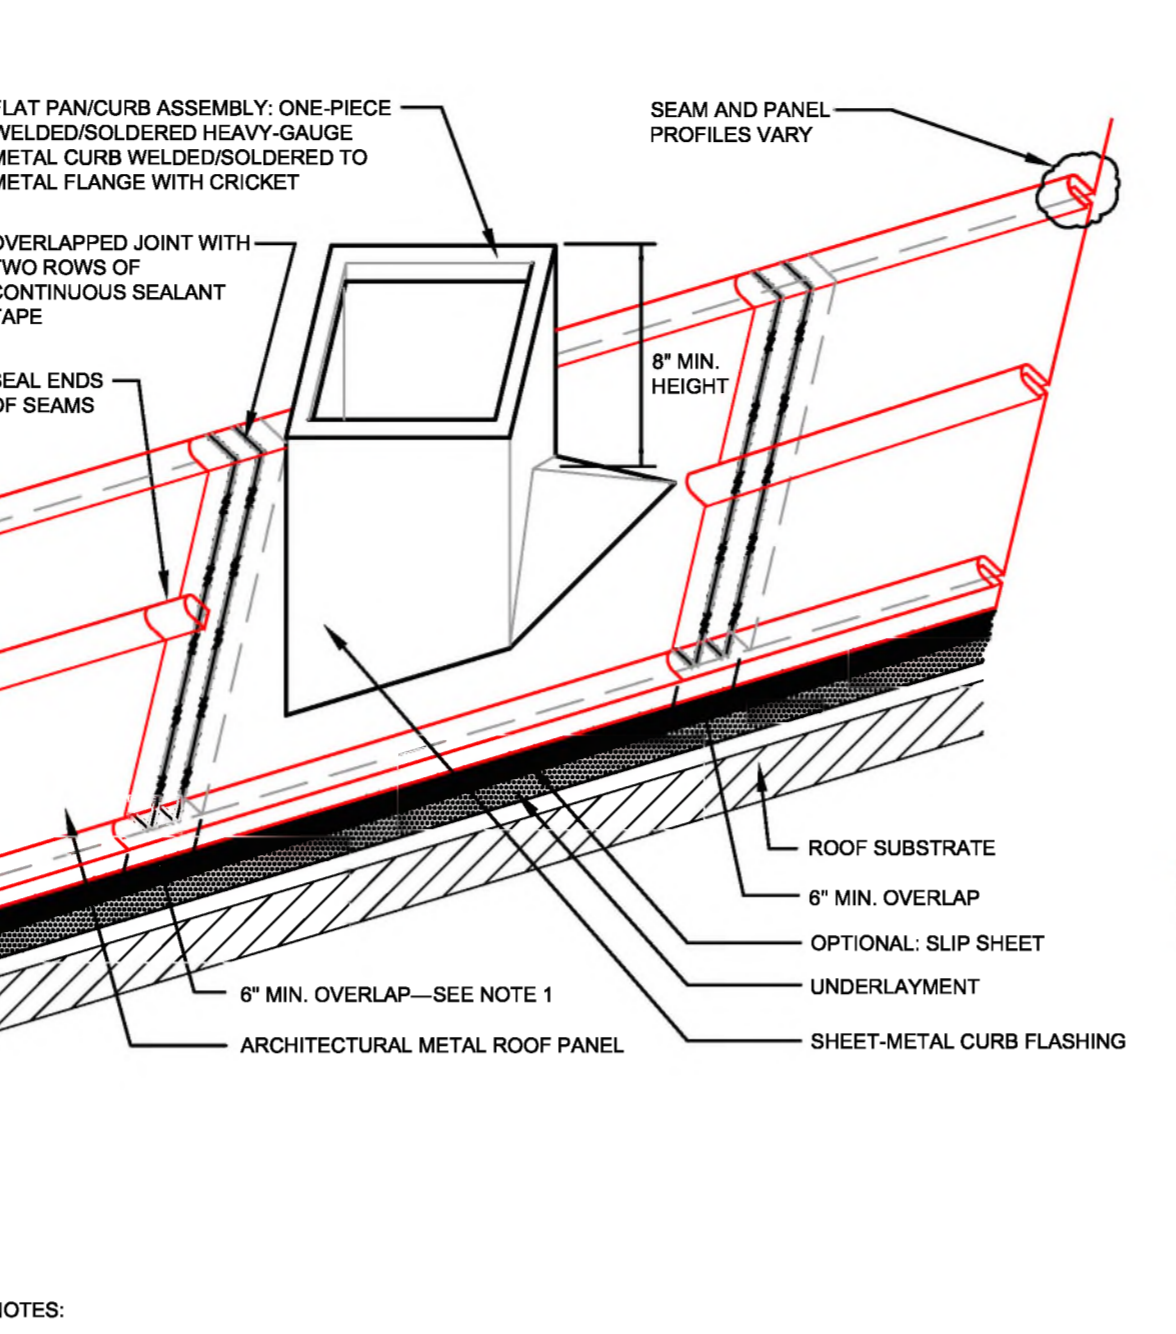 FLAT PAN/CURB ASSEMBLY: ONE-PIECE
WELDED/SOLDERED HEAVY-GAUGE
METAL CURB WELDED/SOLDERED TO
METAL FLANGE WITH CRICKET
SEAM AND PANEL
PROFILES VARY
OVERLAPPED JOINT WITH
TWO ROWS OF
CONTINUOUS SEALANT
TAPE
8" MIN.
HEIGHT
SEAL ENDS
OF SEAMS
ROOF SUBSTRATE
6" MIN. OVERLAP
OPTIONAL: SLIP SHEET
UNDERLAYMENT
SHEET-METAL CURB FLASHING
6" MIN. OVERLAP—SEE NOTE 1
ARCHITECTURAL METAL ROOF PANEL
NOTES: